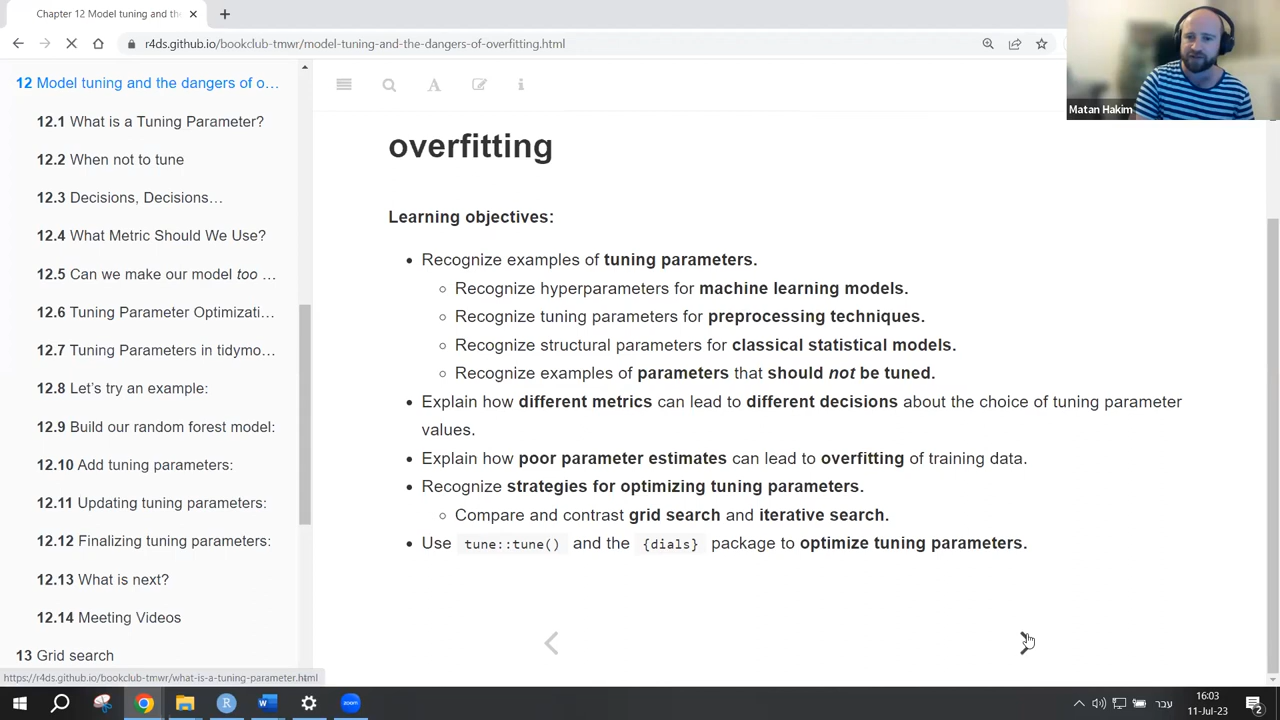 Chapter 12 Model tuning and the
r4ds.github.io/bookclub-tmwr/model-tuning-and-the-dangers-of-overfitting.html
Matan Hakim
12 Model tuning and the dangers of o…
12.1 What is a Tuning Parameter?
12.2 When not to tune
12.3 Decisions, Decisions…
12.4 What Metric Should We Use?
12.5 Can we make our model too …
12.6 Tuning Parameter Optimizati…
12.7 Tuning Parameters in tidymo…
12.8 Let's try an example:
12.9 Build our random forest model:
12.10 Add tuning parameters:
12.11 Updating tuning parameters:
12.12 Finalizing tuning parameters:
12.13 What is next?
12.14 Meeting Videos
13 Grid search
https://r4ds.github.io/bookclub-tmwr/what-is-a-tuning-parameter.html
overfitting
Learning objectives:
• Recognize examples of tuning parameters.
○ Recognize hyperparameters for machine learning models.
○ Recognize tuning parameters for preprocessing techniques.
○ Recognize structural parameters for classical statistical models.
○ Recognize examples of parameters that should not be tuned.
• Explain how different metrics can lead to different decisions about the choice of tuning parameter
values.
• Explain how poor parameter estimates can lead to overfitting of training data.
• Recognize strategies for optimizing tuning parameters.
○ Compare and contrast grid search and iterative search.
• Use tune::tune() and the {dials} package to optimize tuning parameters.
zoom
עבר
16:03
11-Jul-23
2